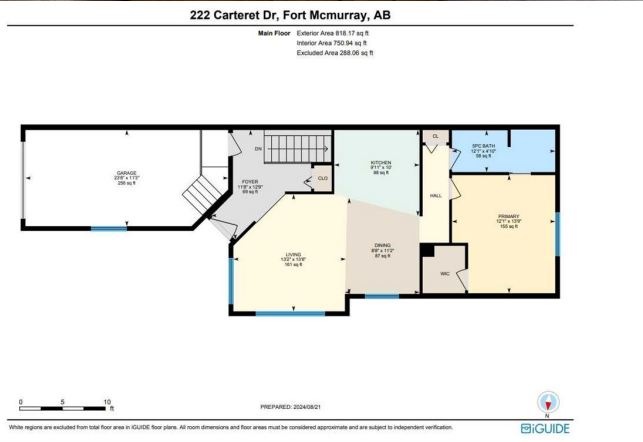 222 Carteret Dr, Fort Mcmurray, AB
Main Floor Exterior Area 818.17 sq ft
Interior Area 750.94 sq ft
Excluded Area 288.06 sq ft
GARAGE
23'8" x 11'3"
256 sq ft
DN
FOYER
11'8" x 12'9"
69 sq ft
CLO
KITCHEN
9'11" x 10'
98 sq ft
CL
HALL
5PC BATH
12'1" x 4'10"
58 sq ft
PRIMARY
12'1" x 13'9"
155 sq ft
LIVING
13'2" x 13'8"
161 sq ft
DINING
8'8" x 11'2"
87 sq ft
WIC
0 5 10
ft
PREPARED: 2024/08/21
N
White regions are excluded from total floor area in iGUIDE floor plans. All room dimensions and floor areas must be considered approximate and are subject to independent verification.
iGUIDE